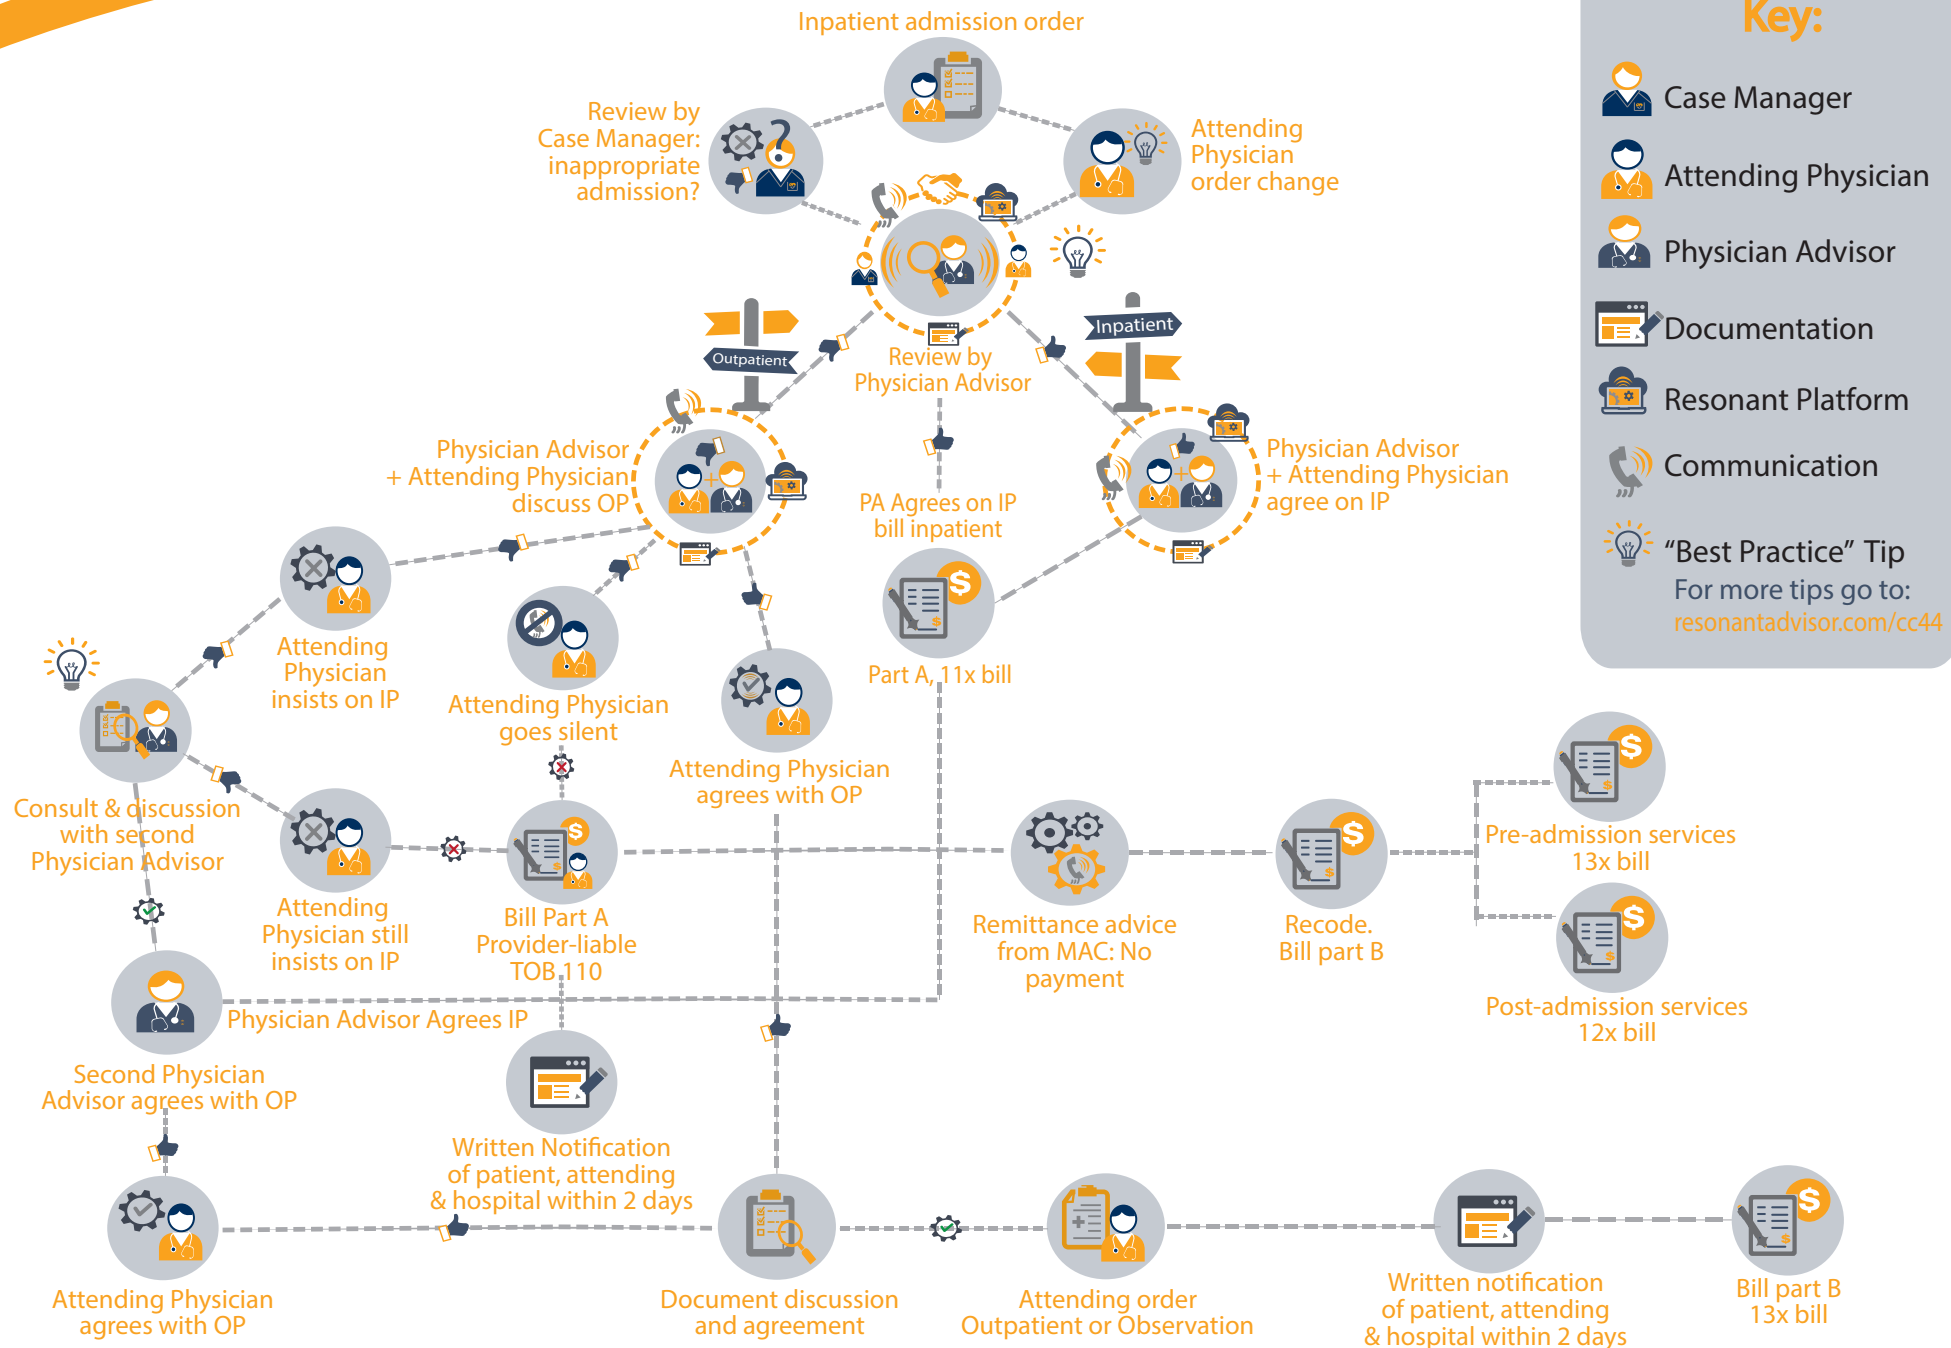 Inpatient admission order
Review by
Case Manager:
inappropriate
admission?
Attending
Physician
order change
Key:
Case Manager
Attending Physician
Physician Advisor
Documentation
Resonant Platform
Communication
“Best Practice” Tip
For more tips go to:
resonantadvisor.com/cc44
Outpatient
Inpatient
Review by
Physician Advisor
Physician Advisor
+ Attending Physician
discuss OP
PA Agrees on IP
bill inpatient
Physician Advisor
+ Attending Physician
agree on IP
Attending
Physician
insists on IP
Attending Physician
goes silent
Part A, 11x bill
Attending Physician
agrees with OP
Consult & discussion
with second
Physician Advisor
Attending
Physician still
insists on IP
Bill Part A
Provider-liable
TOB 110
Remittance advice
from MAC: No
payment
Recode.
Bill part B
Pre-admission services
13x bill
Post-admission services
12x bill
Physician Advisor Agrees IP
Second Physician
Advisor agrees with OP
Written Notification
of patient, attending
& hospital within 2 days
Attending Physician
agrees with OP
Document discussion
and agreement
Attending order
Outpatient or Observation
Written notification
of patient, attending
& hospital within 2 days
Bill part B
13x bill